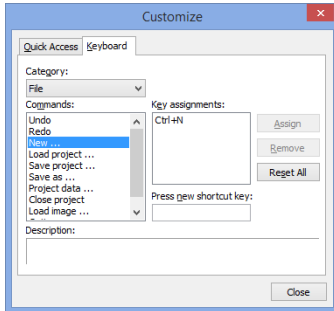 Customize
Quick Access Keyboard
Category:
File
Commands:
Key assignments:
Undo
Redo
New ...
Load project ...
Save project ...
Save as ...
Project data ...
Close project
Load image ...
Ctrl+N
Assign
Remove
Reset All
Press new shortcut key:
Description:
Close